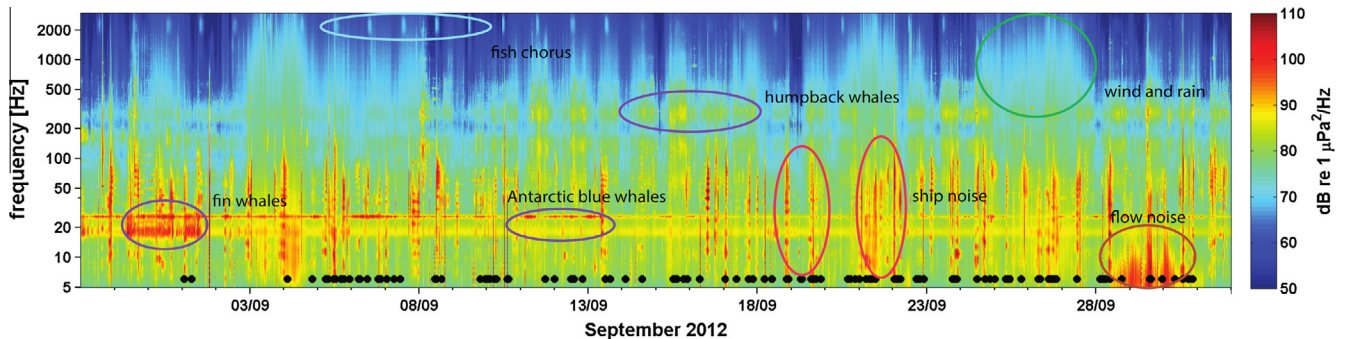 2000
1000
500
200
100
50
20
10
5
frequency [Hz]
fish chorus
humpback whales
wind and rain
fin whales
Antarctic blue whales
ship noise
flow noise
03/09
08/09
13/09
18/09
23/09
28/09
September 2012
110
100
90
80
70
60
50
dB re 1 μPa²/Hz